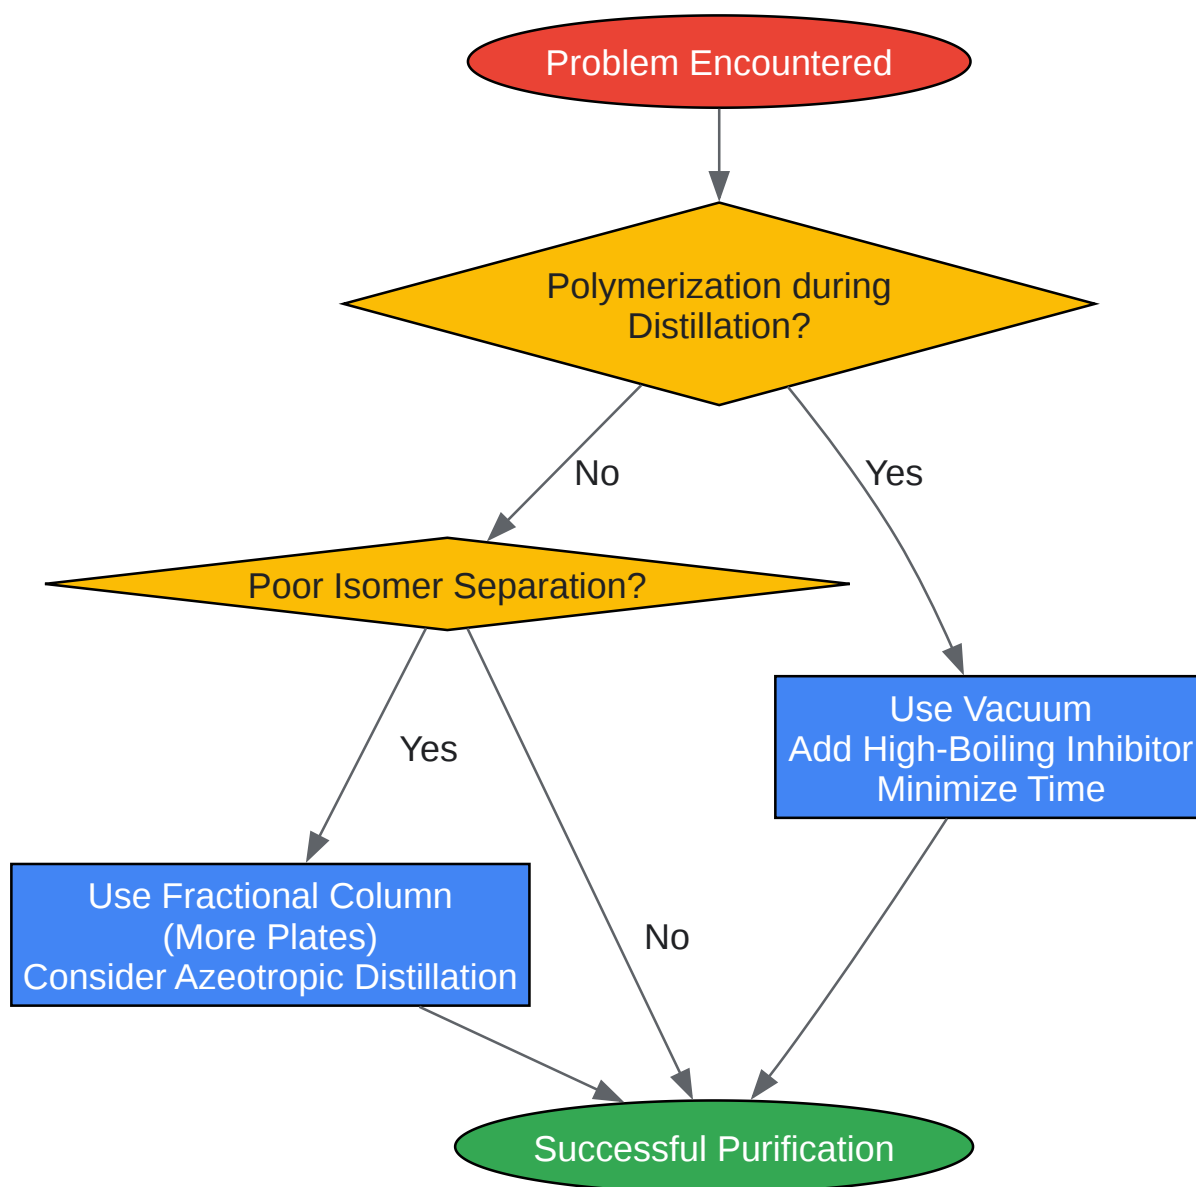 Problem Encountered
Polymerization during
Distillation?
No
Yes
Poor Isomer Separation?
Use Vacuum
Add High-Boiling Inhibitor
Minimize Time
Yes
Use Fractional Column
(More Plates)
Consider Azeotropic Distillation
No
Successful Purification